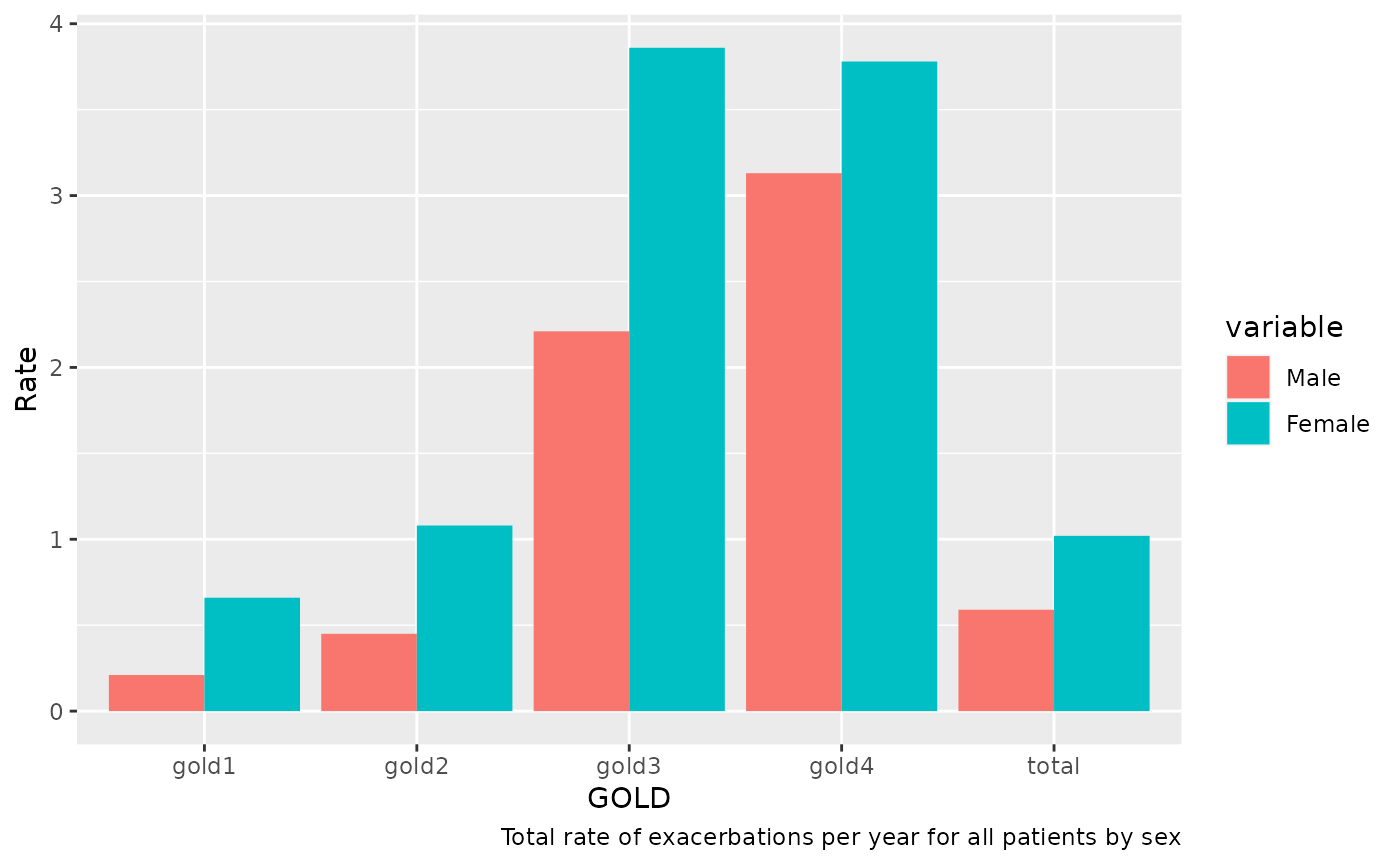 4
3
2
1
0
Rate
gold1 gold2 gold3 gold4 total
GOLD
Total rate of exacerbations per year for all patients by sex
variable
Male
Female